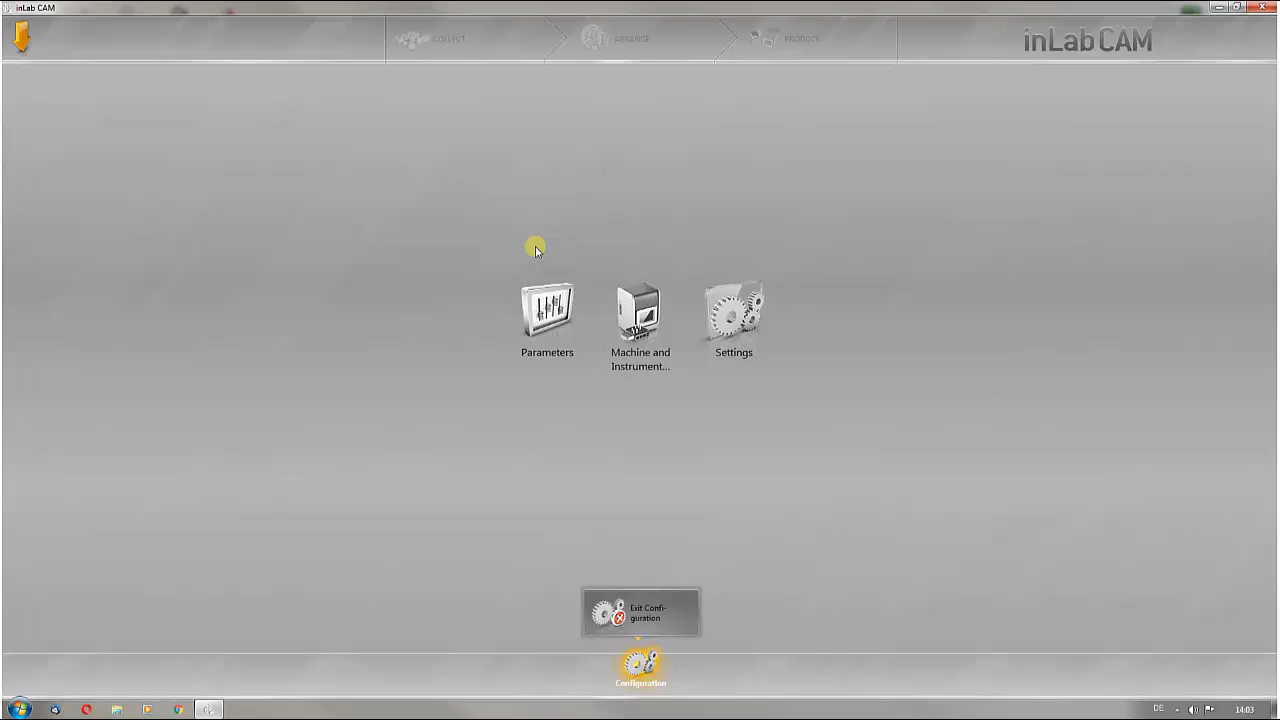 inLab CAM
COLLECT
ARRANGE
PRODUCE
inLab CAM
Parameters
Machine and
Instrument...
Settings
Exit Confi-
guration
Configuration
DE
14:03